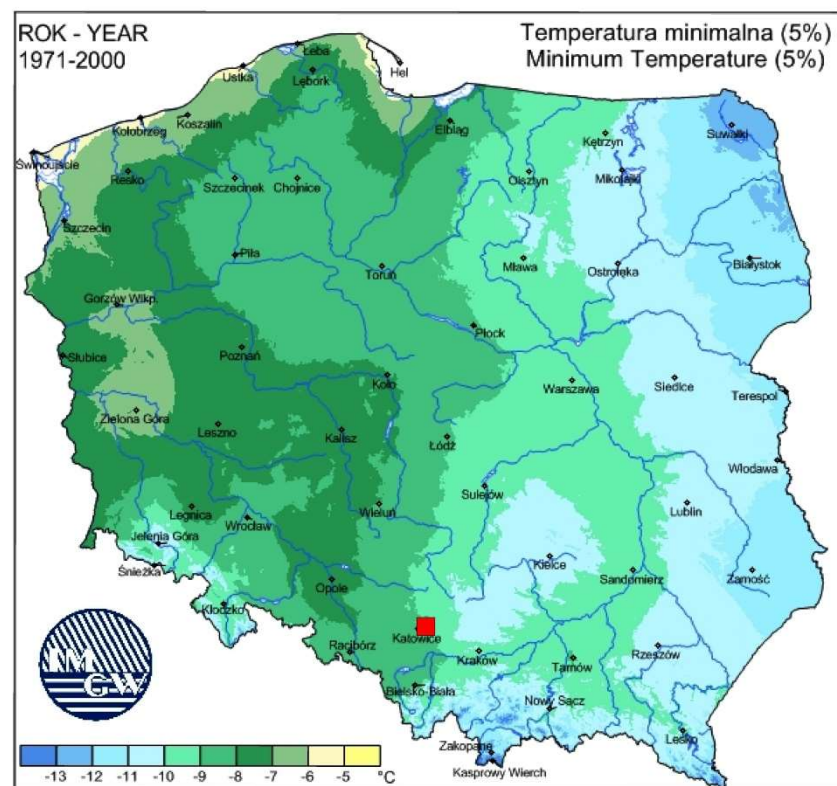 ROK - YEAR
1971-2000
Temperatura minimalna (5%)
Minimum Temperature (5%)
Łeba
Ustka
Lębork
Hel
Kołobrzeg
Koszalin
Elbląg
Kętrzyn
Suwałki
Świnoujście
Resko
Szczecinek
Chojnice
Olsztyn
Mikołajki
Szczecin
Piła
Toruń
Mława
Ostrołęka
Białystok
Gorzów Wlkp.
Płock
Słubice
Poznań
Koło
Warszawa
Siedlce
Terespol
Zielona Góra
Leszno
Kalisz
Łódź
Włodawa
Legnica
Wrocław
Wieluń
Sulejów
Lublin
Jelenia Góra
Śnieżka
Kielce
Sandomierz
Zamość
Opole
Kłodzko
Katowice
Racibórz
Kraków
Tarnów
Rzeszów
Bielsko-Biała
Nowy Sącz
Lesko
Zakopane
Kasprowy Wierch
IM
GW
-13 -12 -11 -10 -9 -8 -7 -6 -5 °C